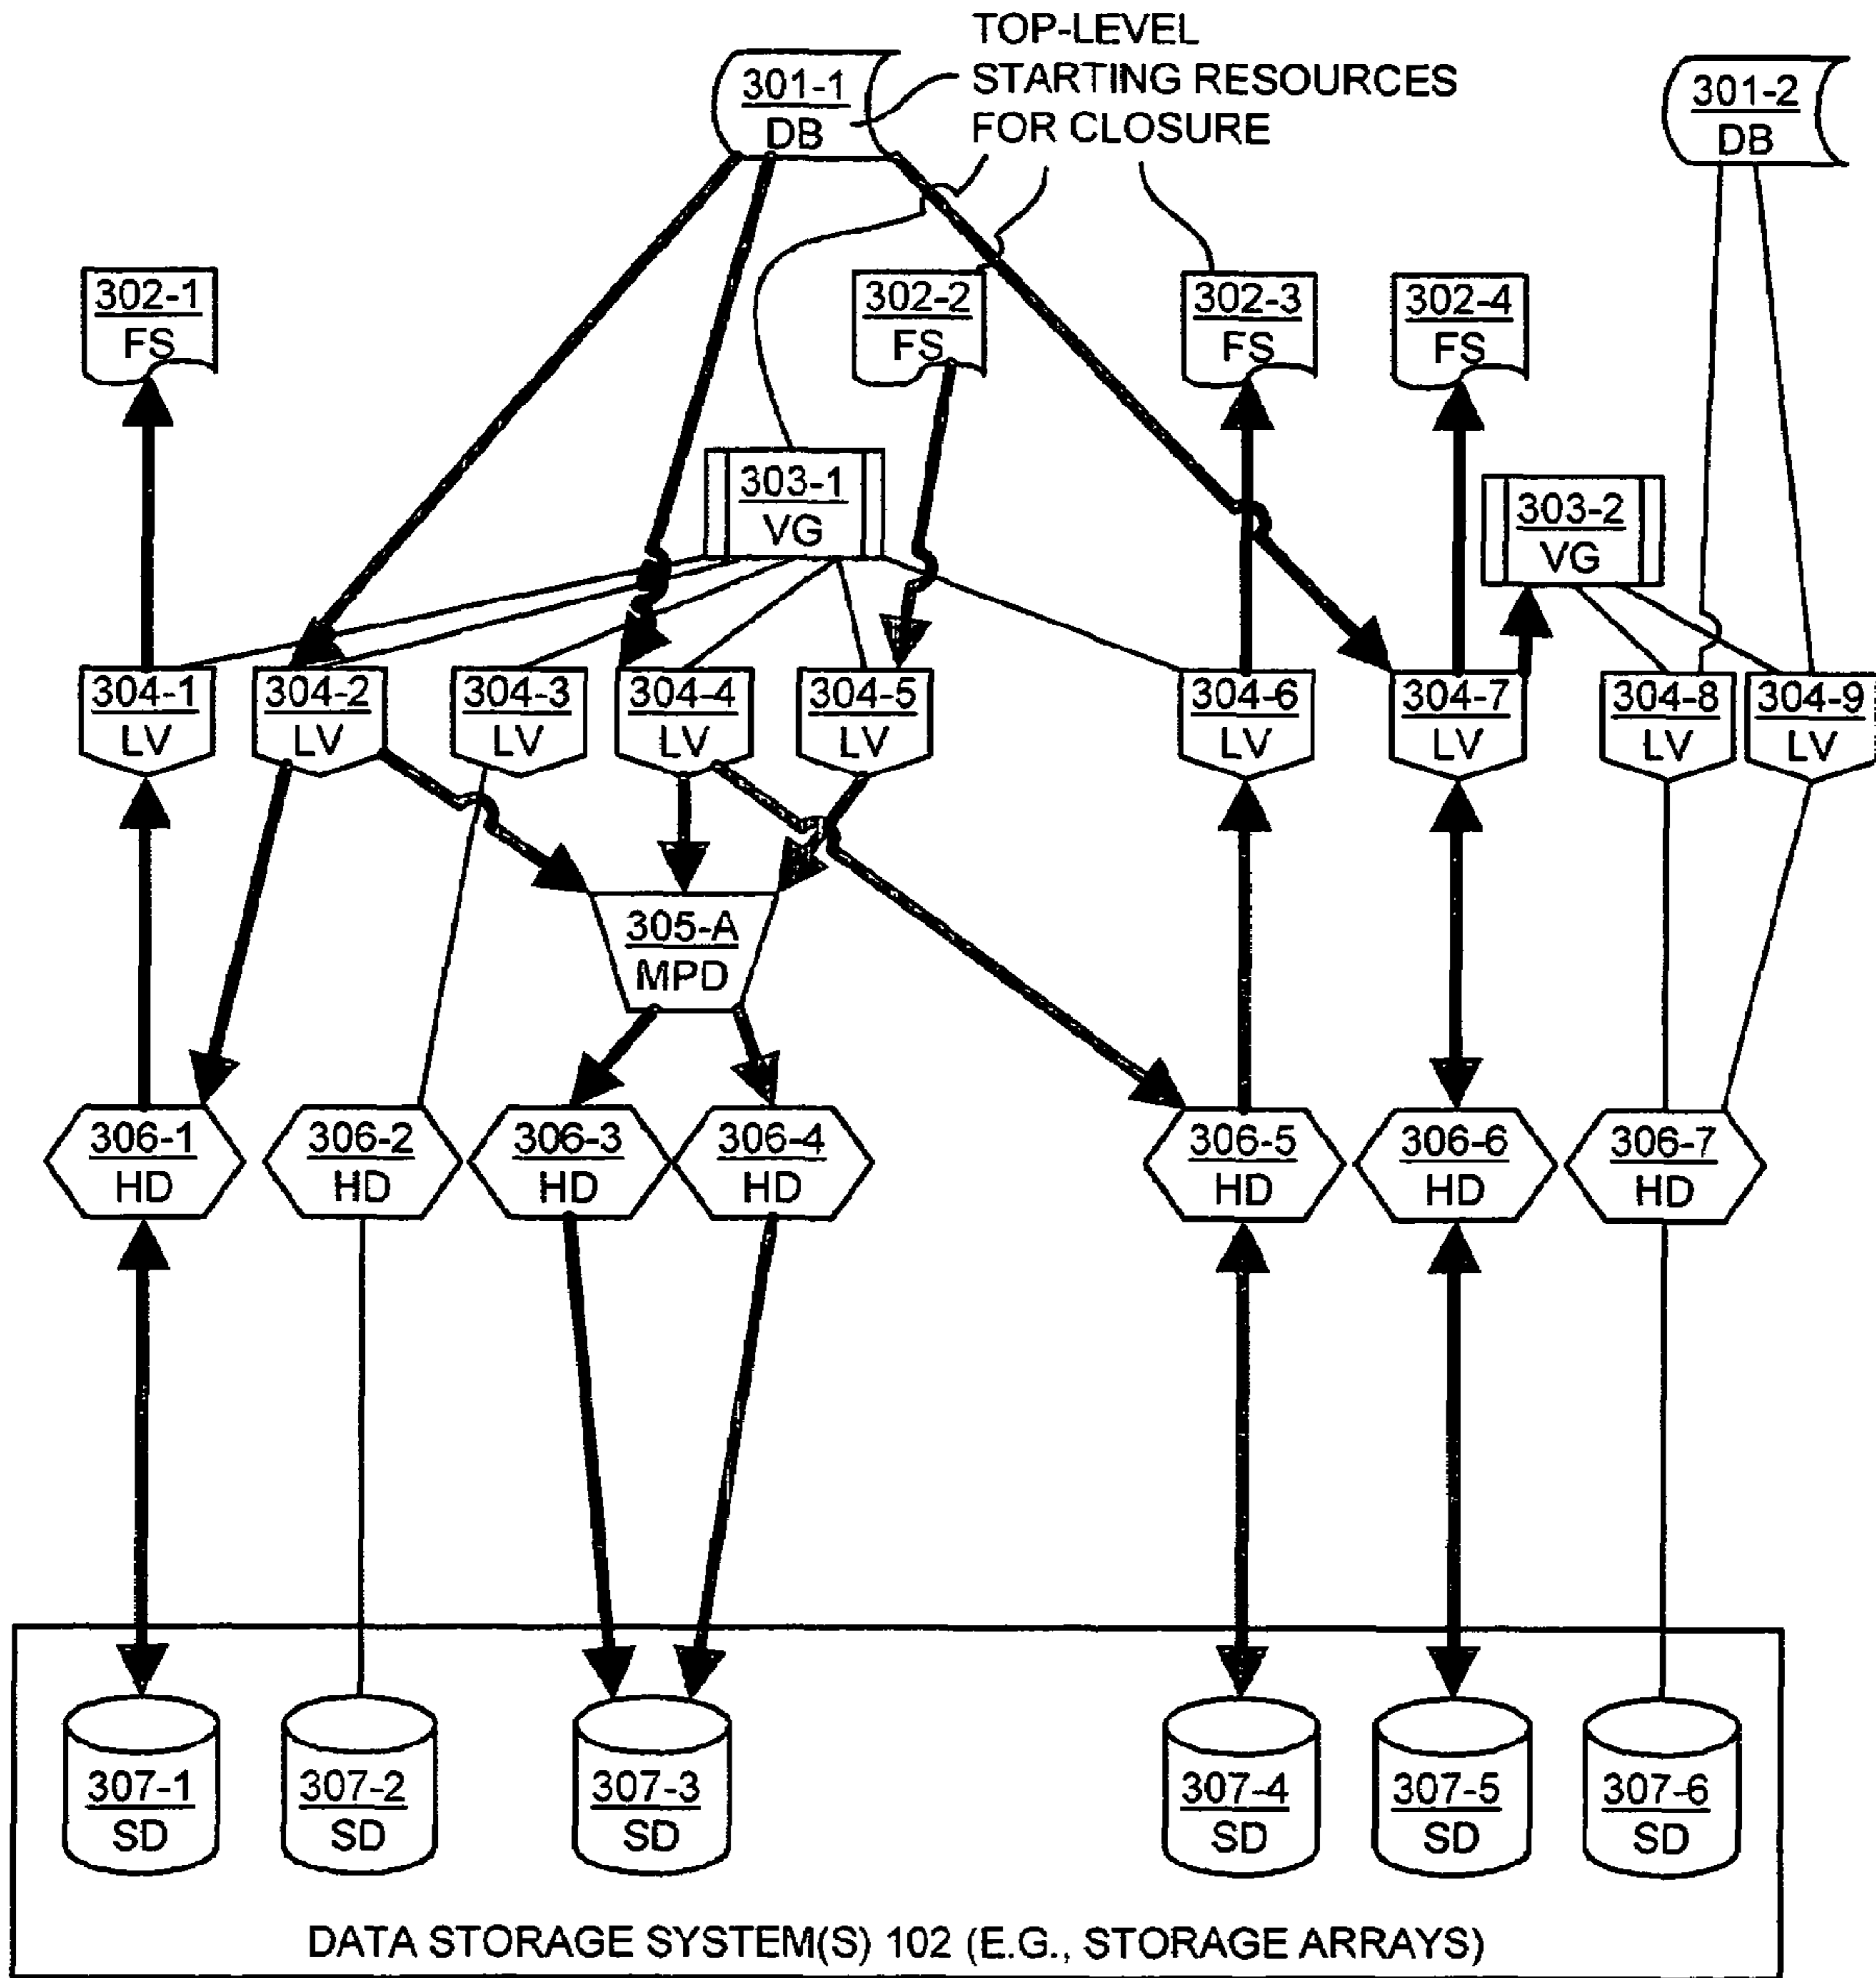 TOP-LEVEL
STARTING RESOURCES
FOR CLOSURE
301-1
DB
301-2
DB
302-1
FS
302-2
FS
302-3
FS
302-4
FS
303-1
VG
303-2
VG
304-1
LV
304-2
LV
304-3
LV
304-4
LV
304-5
LV
304-6
LV
304-7
LV
304-8
LV
304-9
LV
305-A
MPD
306-1
HD
306-2
HD
306-3
HD
306-4
HD
306-5
HD
306-6
HD
306-7
HD
307-1
SD
307-2
SD
307-3
SD
307-4
SD
307-5
SD
307-6
SD
DATA STORAGE SYSTEM(S) 102 (E.G., STORAGE ARRAYS)